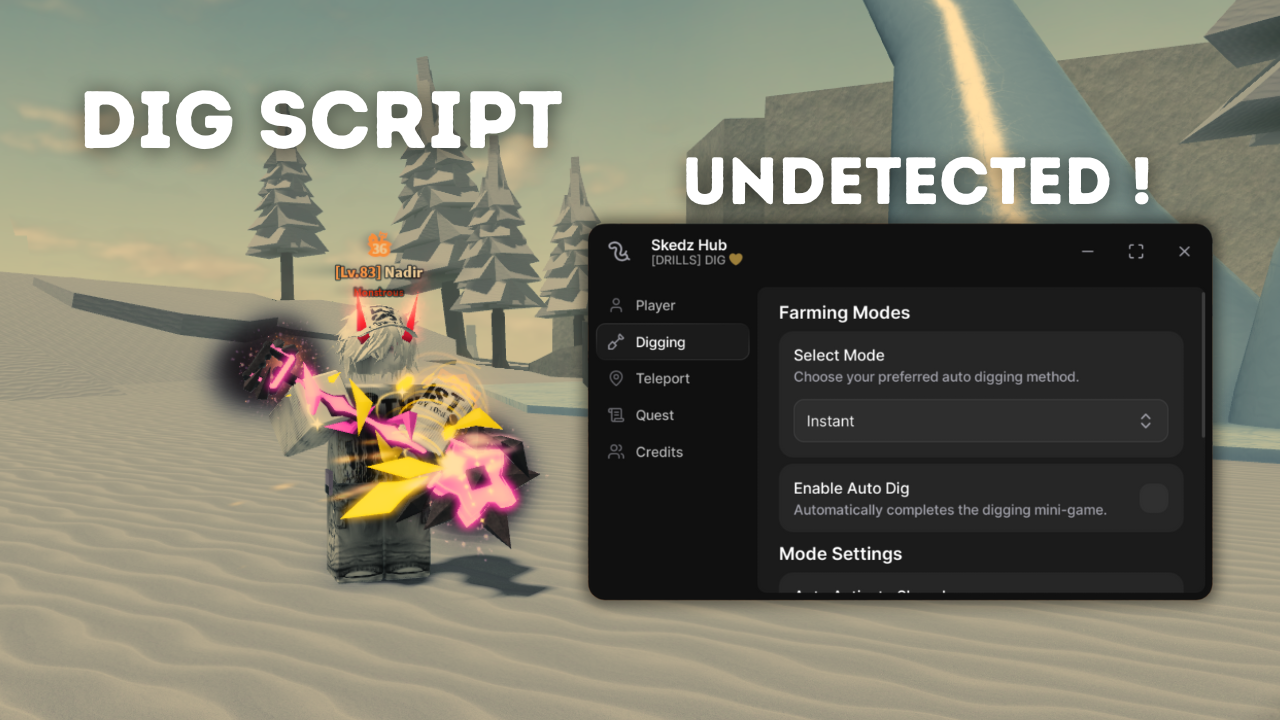 DIG SCRIPT
UNDETECTED !
36
[Lv.83] Nadir
Monstrous
Skedz Hub
[DRILLS] DIG
Player
Digging
Teleport
Quest
Credits
Farming Modes
Select Mode
Choose your preferred auto digging method.
Instant
Enable Auto Dig
Automatically completes the digging mini-game.
Mode Settings